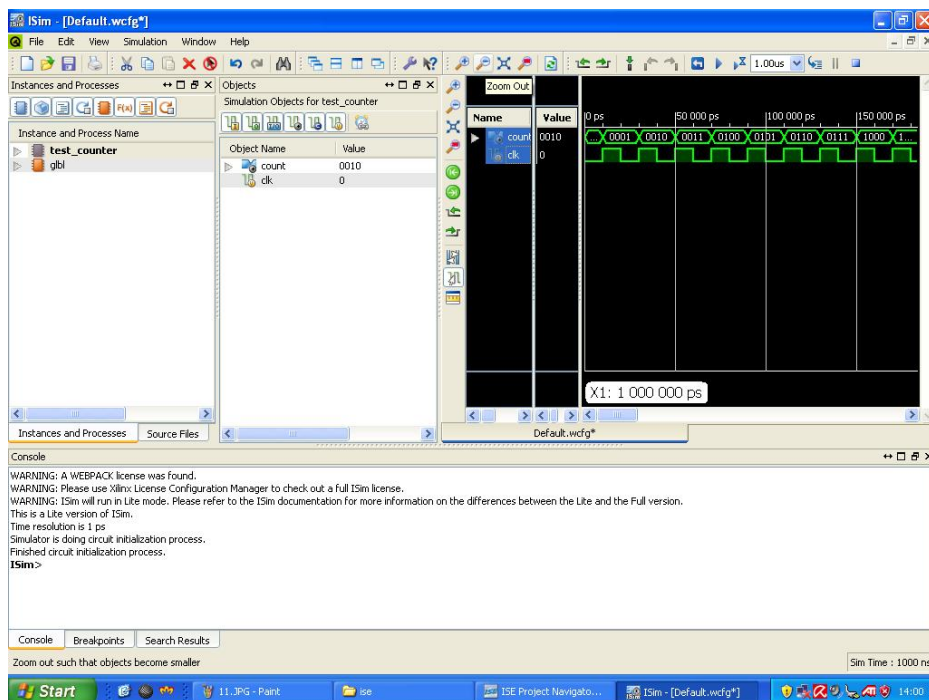 ISim - [Default.wcfg*]
File Edit View Simulation Window Help
1.00us
Instances and Processes
Instance and Process Name
test_counter
glbl
Instances and Processes Source Files
Objects
Simulation Objects for test_counter
Object Name Value
count 0010
clk 0
Zoom Out
Name Value
count 0010
clk 0
0 ps 50 000 ps 100 000 ps 150 000 ps
... 0001 0010 0011 0100 0101 0110 0111 1000 1...
X1: 1 000 000 ps
Default.wcfg*
Console
WARNING: A WEBPACK license was found.
WARNING: Please use Xilinx License Configuration Manager to check out a full ISim license.
WARNING: ISim will run in Lite mode. Please refer to the ISim documentation for more information on the differences between the Lite and the Full version.
This is a Lite version of ISim.
Time resolution is 1 ps
Simulator is doing circuit initialization process.
Finished circuit initialization process.
ISim>
Console Breakpoints Search Results
Zoom out such that objects become smaller
Sim Time : 1000 ns
Start 11.JPG - Paint ise ISE Project Navigato... ISim - [Default.wcfg*] 14:00